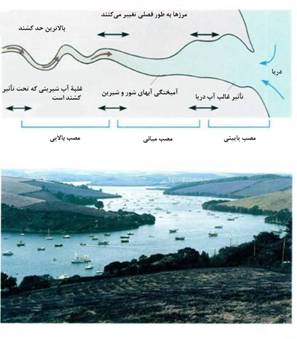 مرزها به طور فصلی تغییر می‌کنند
بالاترین حد کشند
دریا
آمیختگی آبهای شور و شیرین
تأثیر غالب آب دریا
غلبهٔ آب شیرینی که تحت تأثیر
کشند است
مصب پایینی
مصب میانی
مصب بالایی